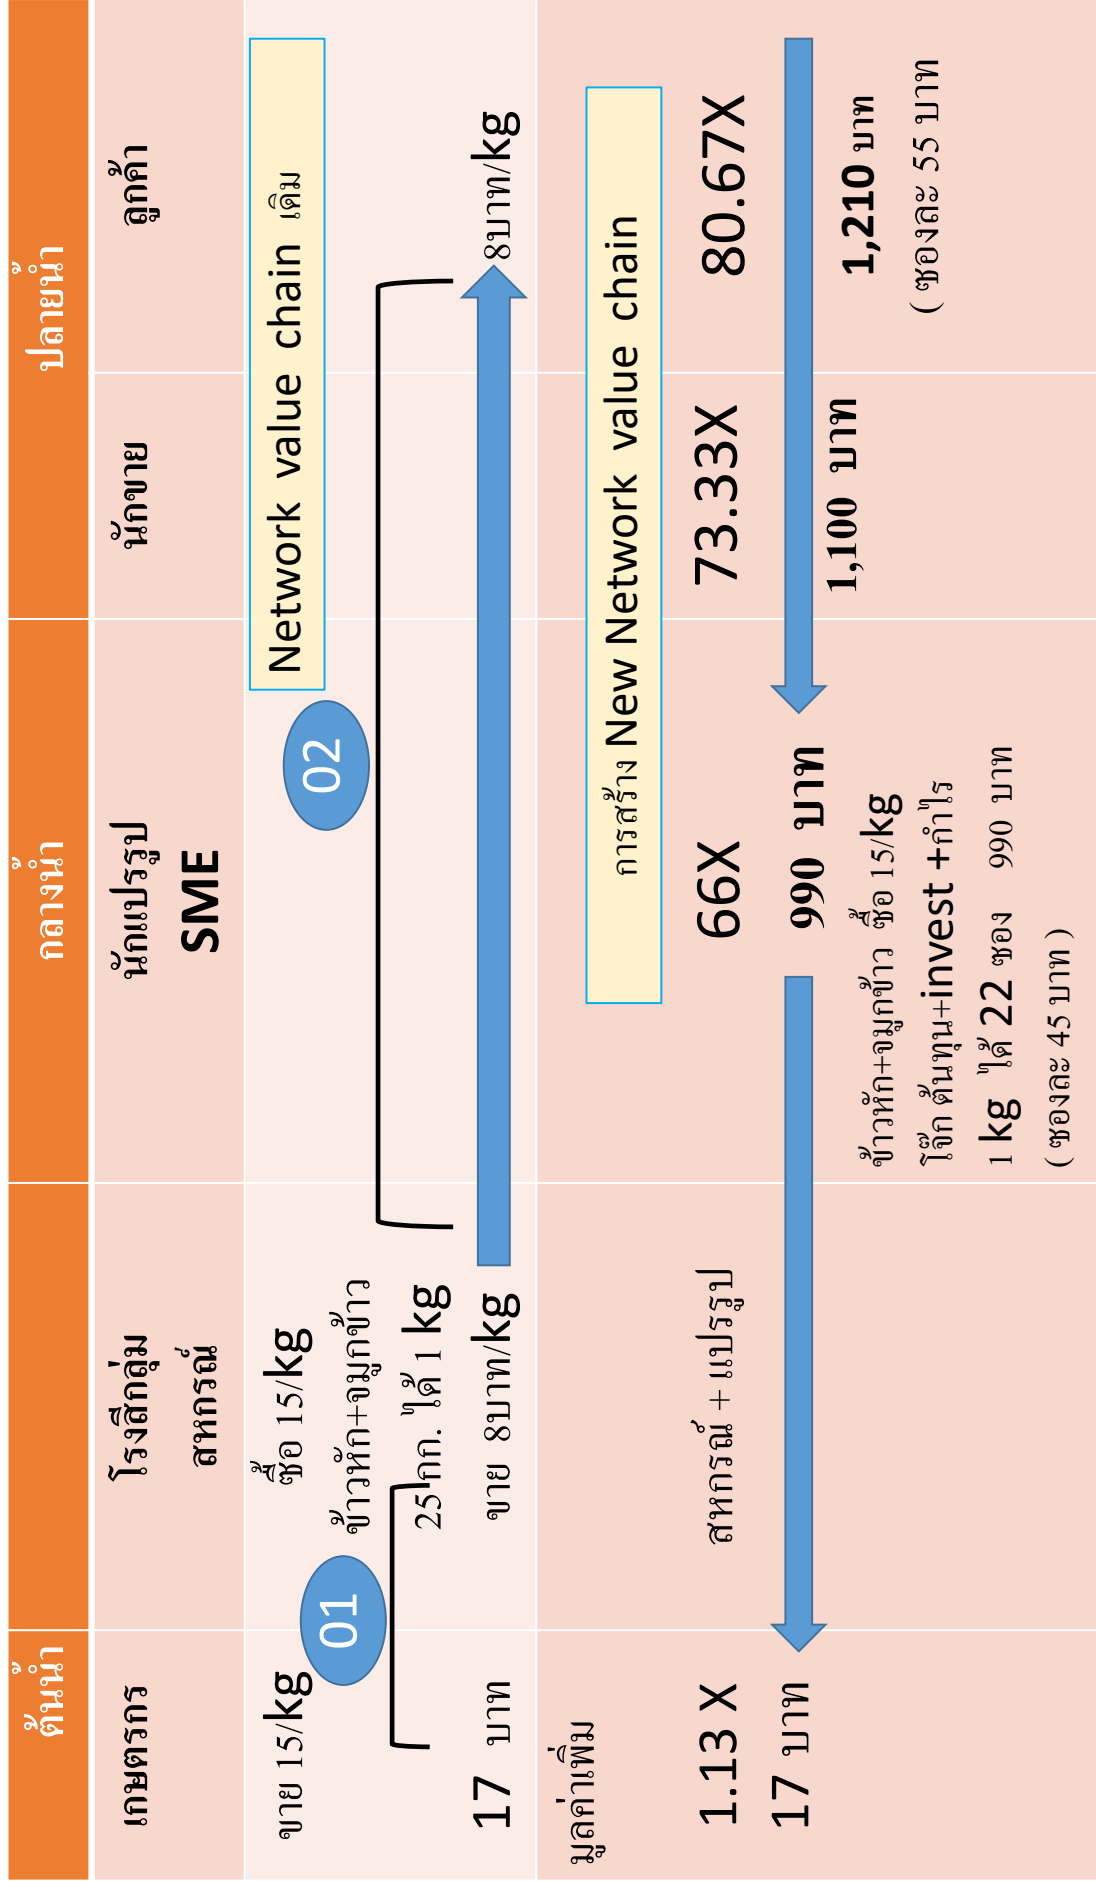 ต้นน้ำ
กลางน้ำ
ปลายน้ำ
เกษตรกร
โรงสีกลุ่ม
สหกรณ์
นักแปรรูป
SME
นักขาย
ลูกค้า
ขาย 15/kg
17 บาท
01
ซื้อ 15/kg
ข้าวหัก+จมูกข้าว
25 กก. ได้ 1 kg
ขาย 8บาท/kg
02
Network value chain เดิม
8บาท/kg
การสร้าง New Network value chain
มูลค่าเพิ่ม
1.13 X
17 บาท
สหกรณ์ + แปรรูป
66X
990 บาท
ข้าวหัก+จมูกข้าว ซื้อ 15/kg
โจ๊ก ต้นทุน+invest +กำไร
1 kg ได้ 22 ซอง 990 บาท
( ซองละ 45 บาท )
73.33X
1,100 บาท
80.67X
1,210 บาท
( ซองละ 55 บาท )